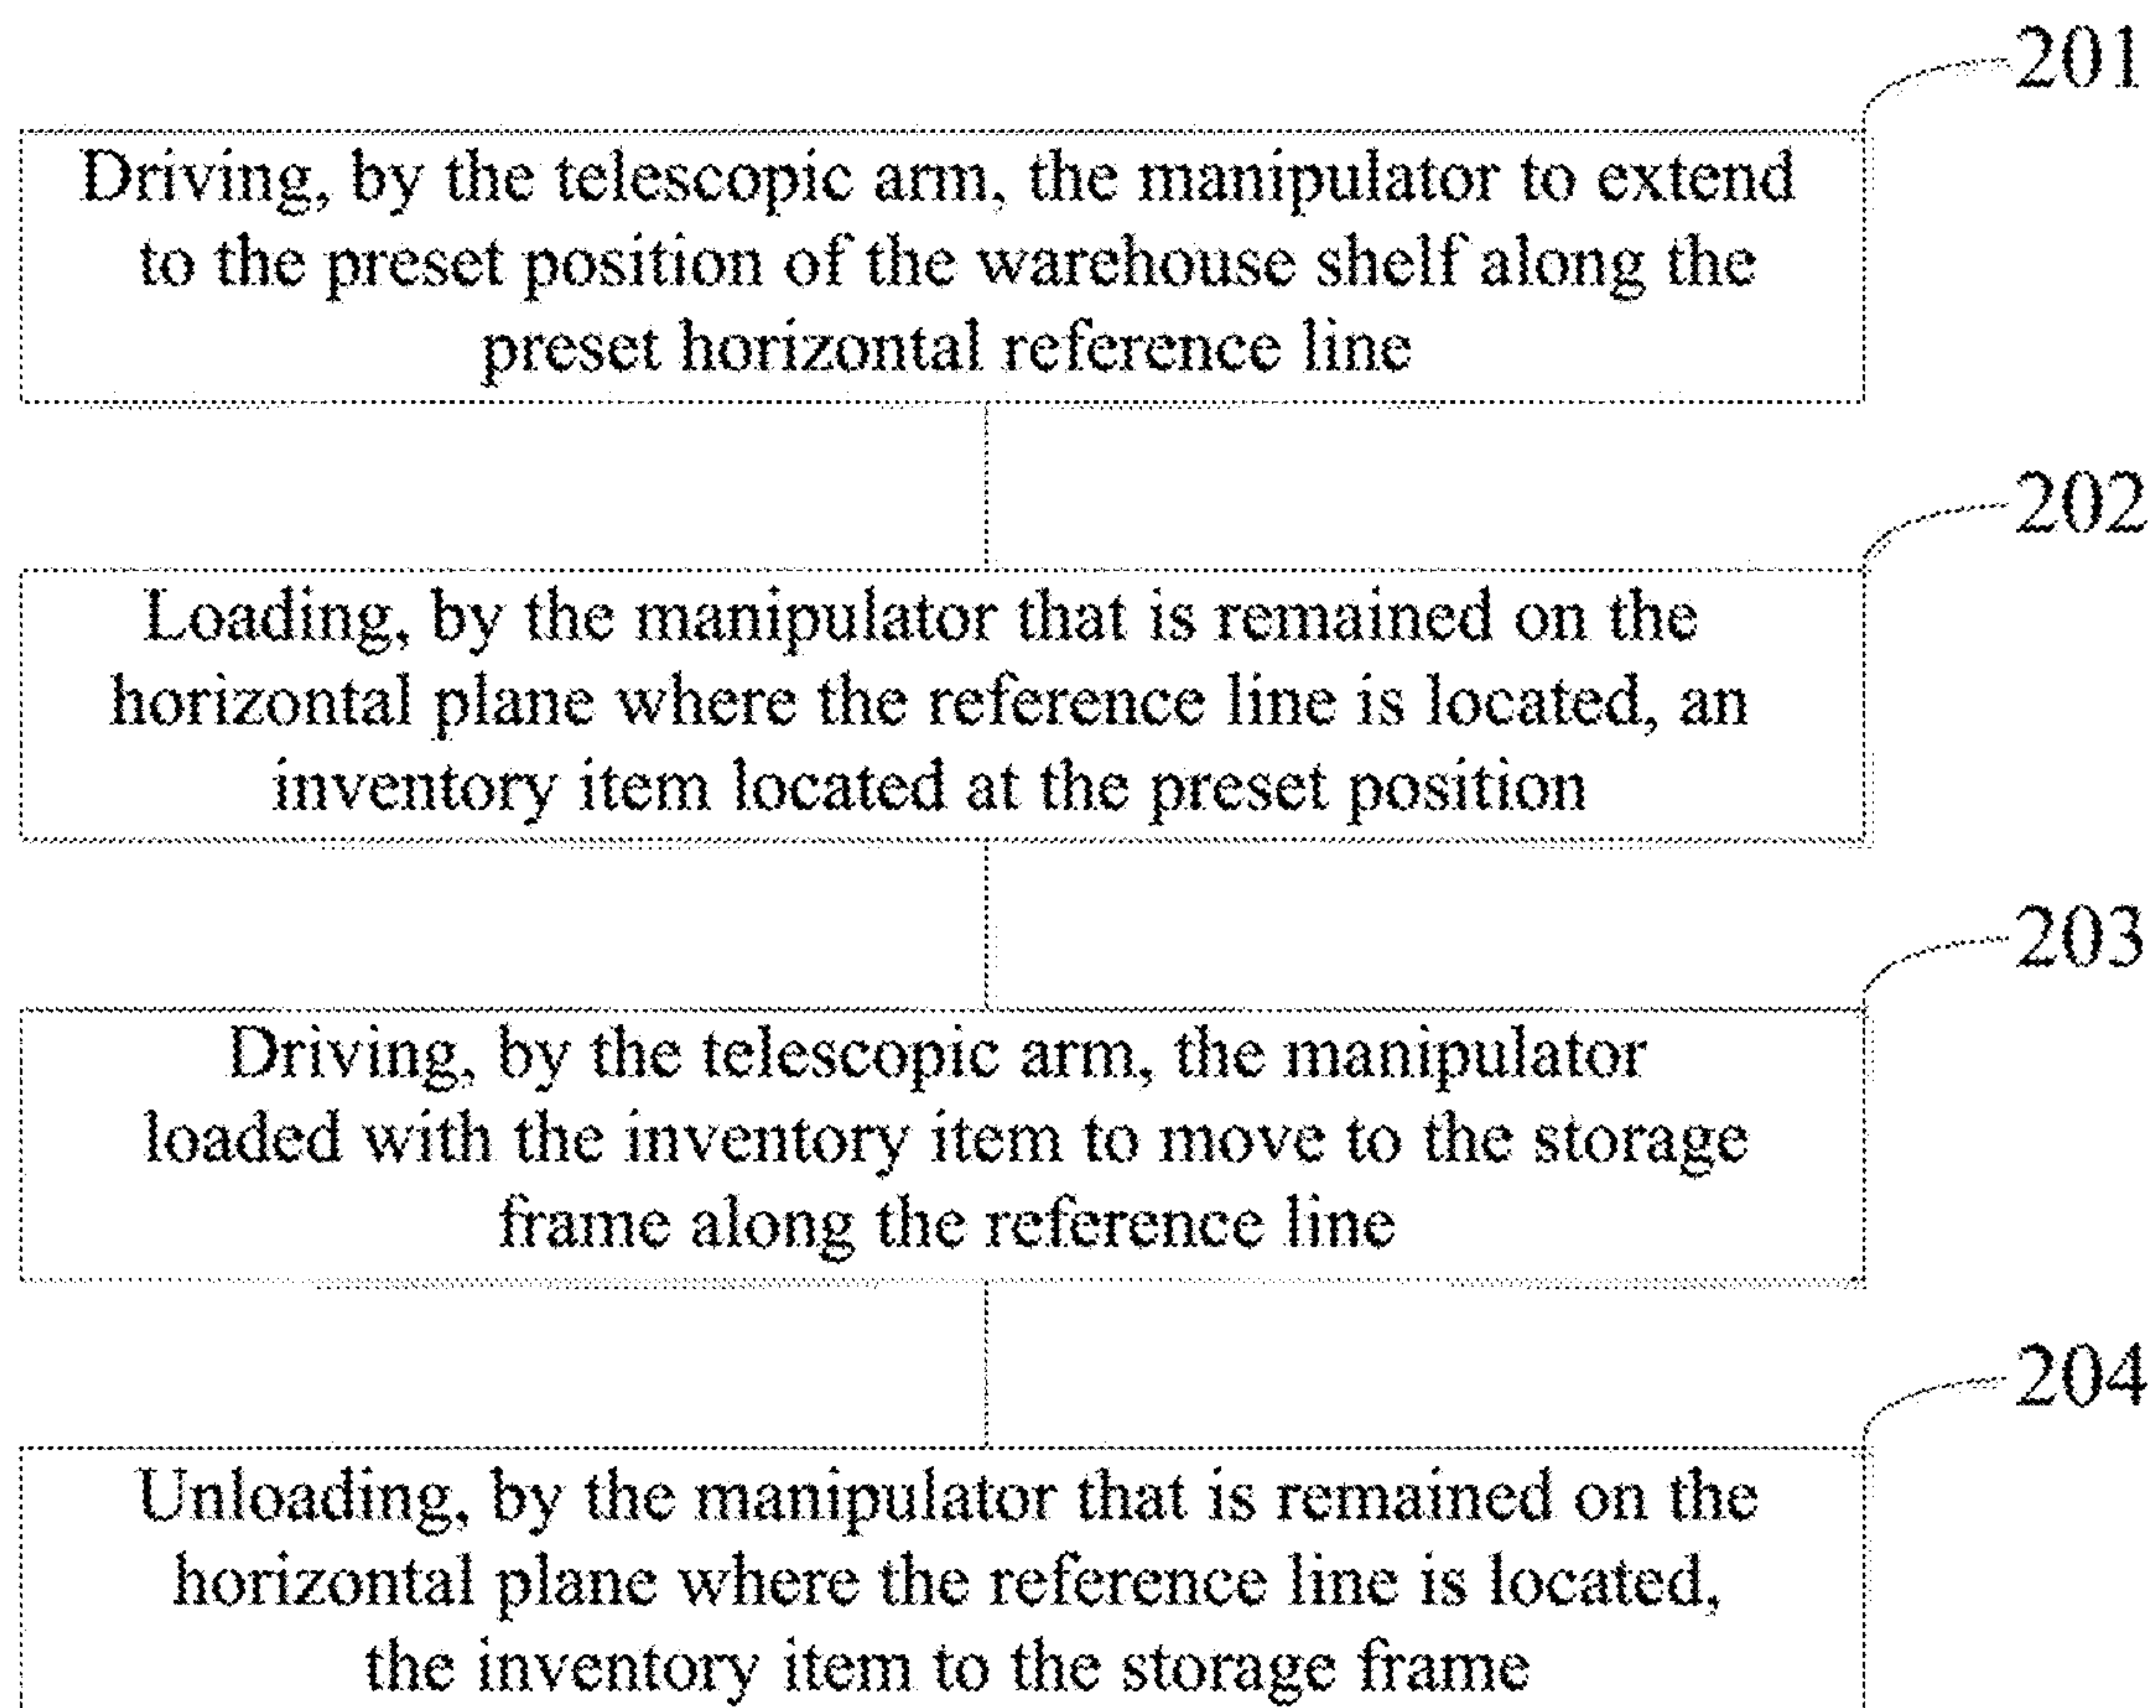 201
Driving, by the telescopic arm, the manipulator to extend
to the preset position of the warehouse shelf along the
preset horizontal reference line
202
Loading, by the manipulator that is remained on the
horizontal plane where the reference line is located, an
inventory item located at the preset position
203
Driving, by the telescopic arm, the manipulator
loaded with the inventory item to move to the storage
frame along the reference line
204
Unloading, by the manipulator that is remained on the
horizontal plane where the reference line is located,
the inventory item to the storage frame